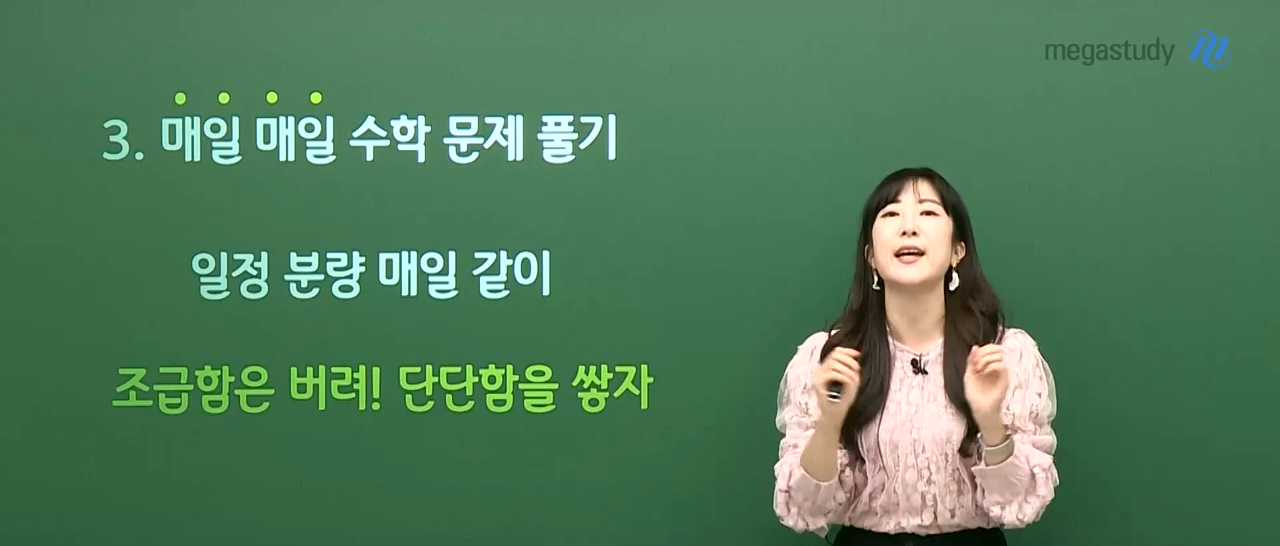 megastudy
3. 매일 매일 수학 문제 풀기
일정 분량 매일 같이
조급함은 버려! 단단함을 쌓자